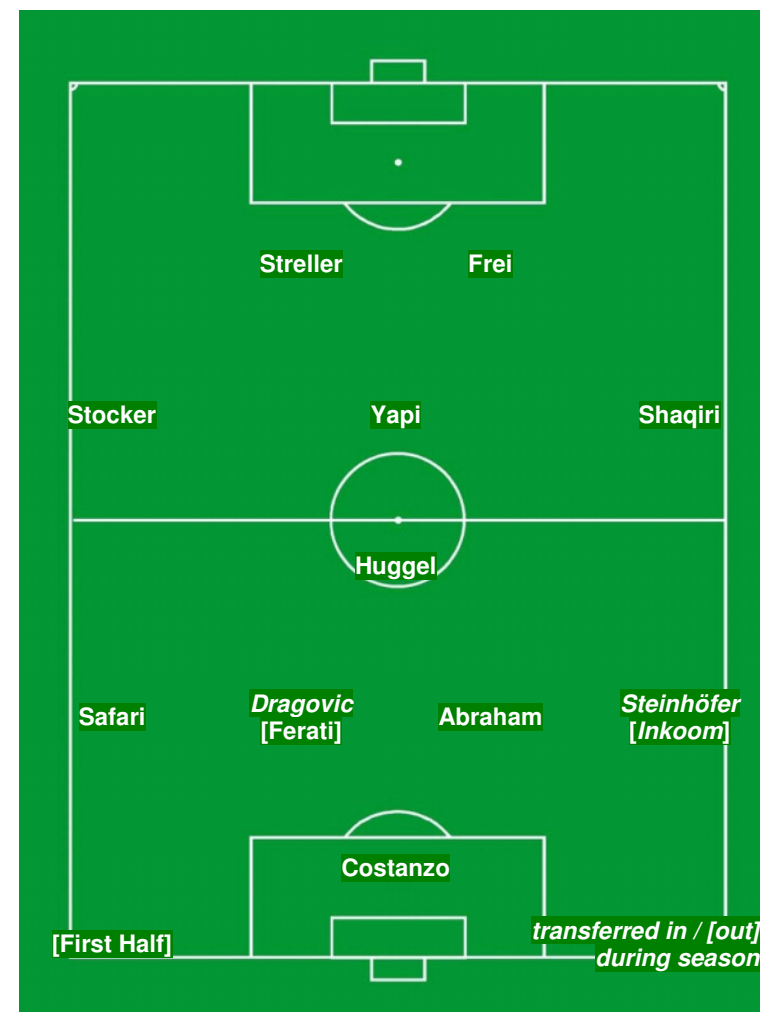 Streller Frei
Stocker Yapi Shaqiri
Huggel
Safari Dragovic Abraham Steinhöfer
[Ferati] [Inkoom]
Costanzo
[First Half] transferred in / [out]
during season